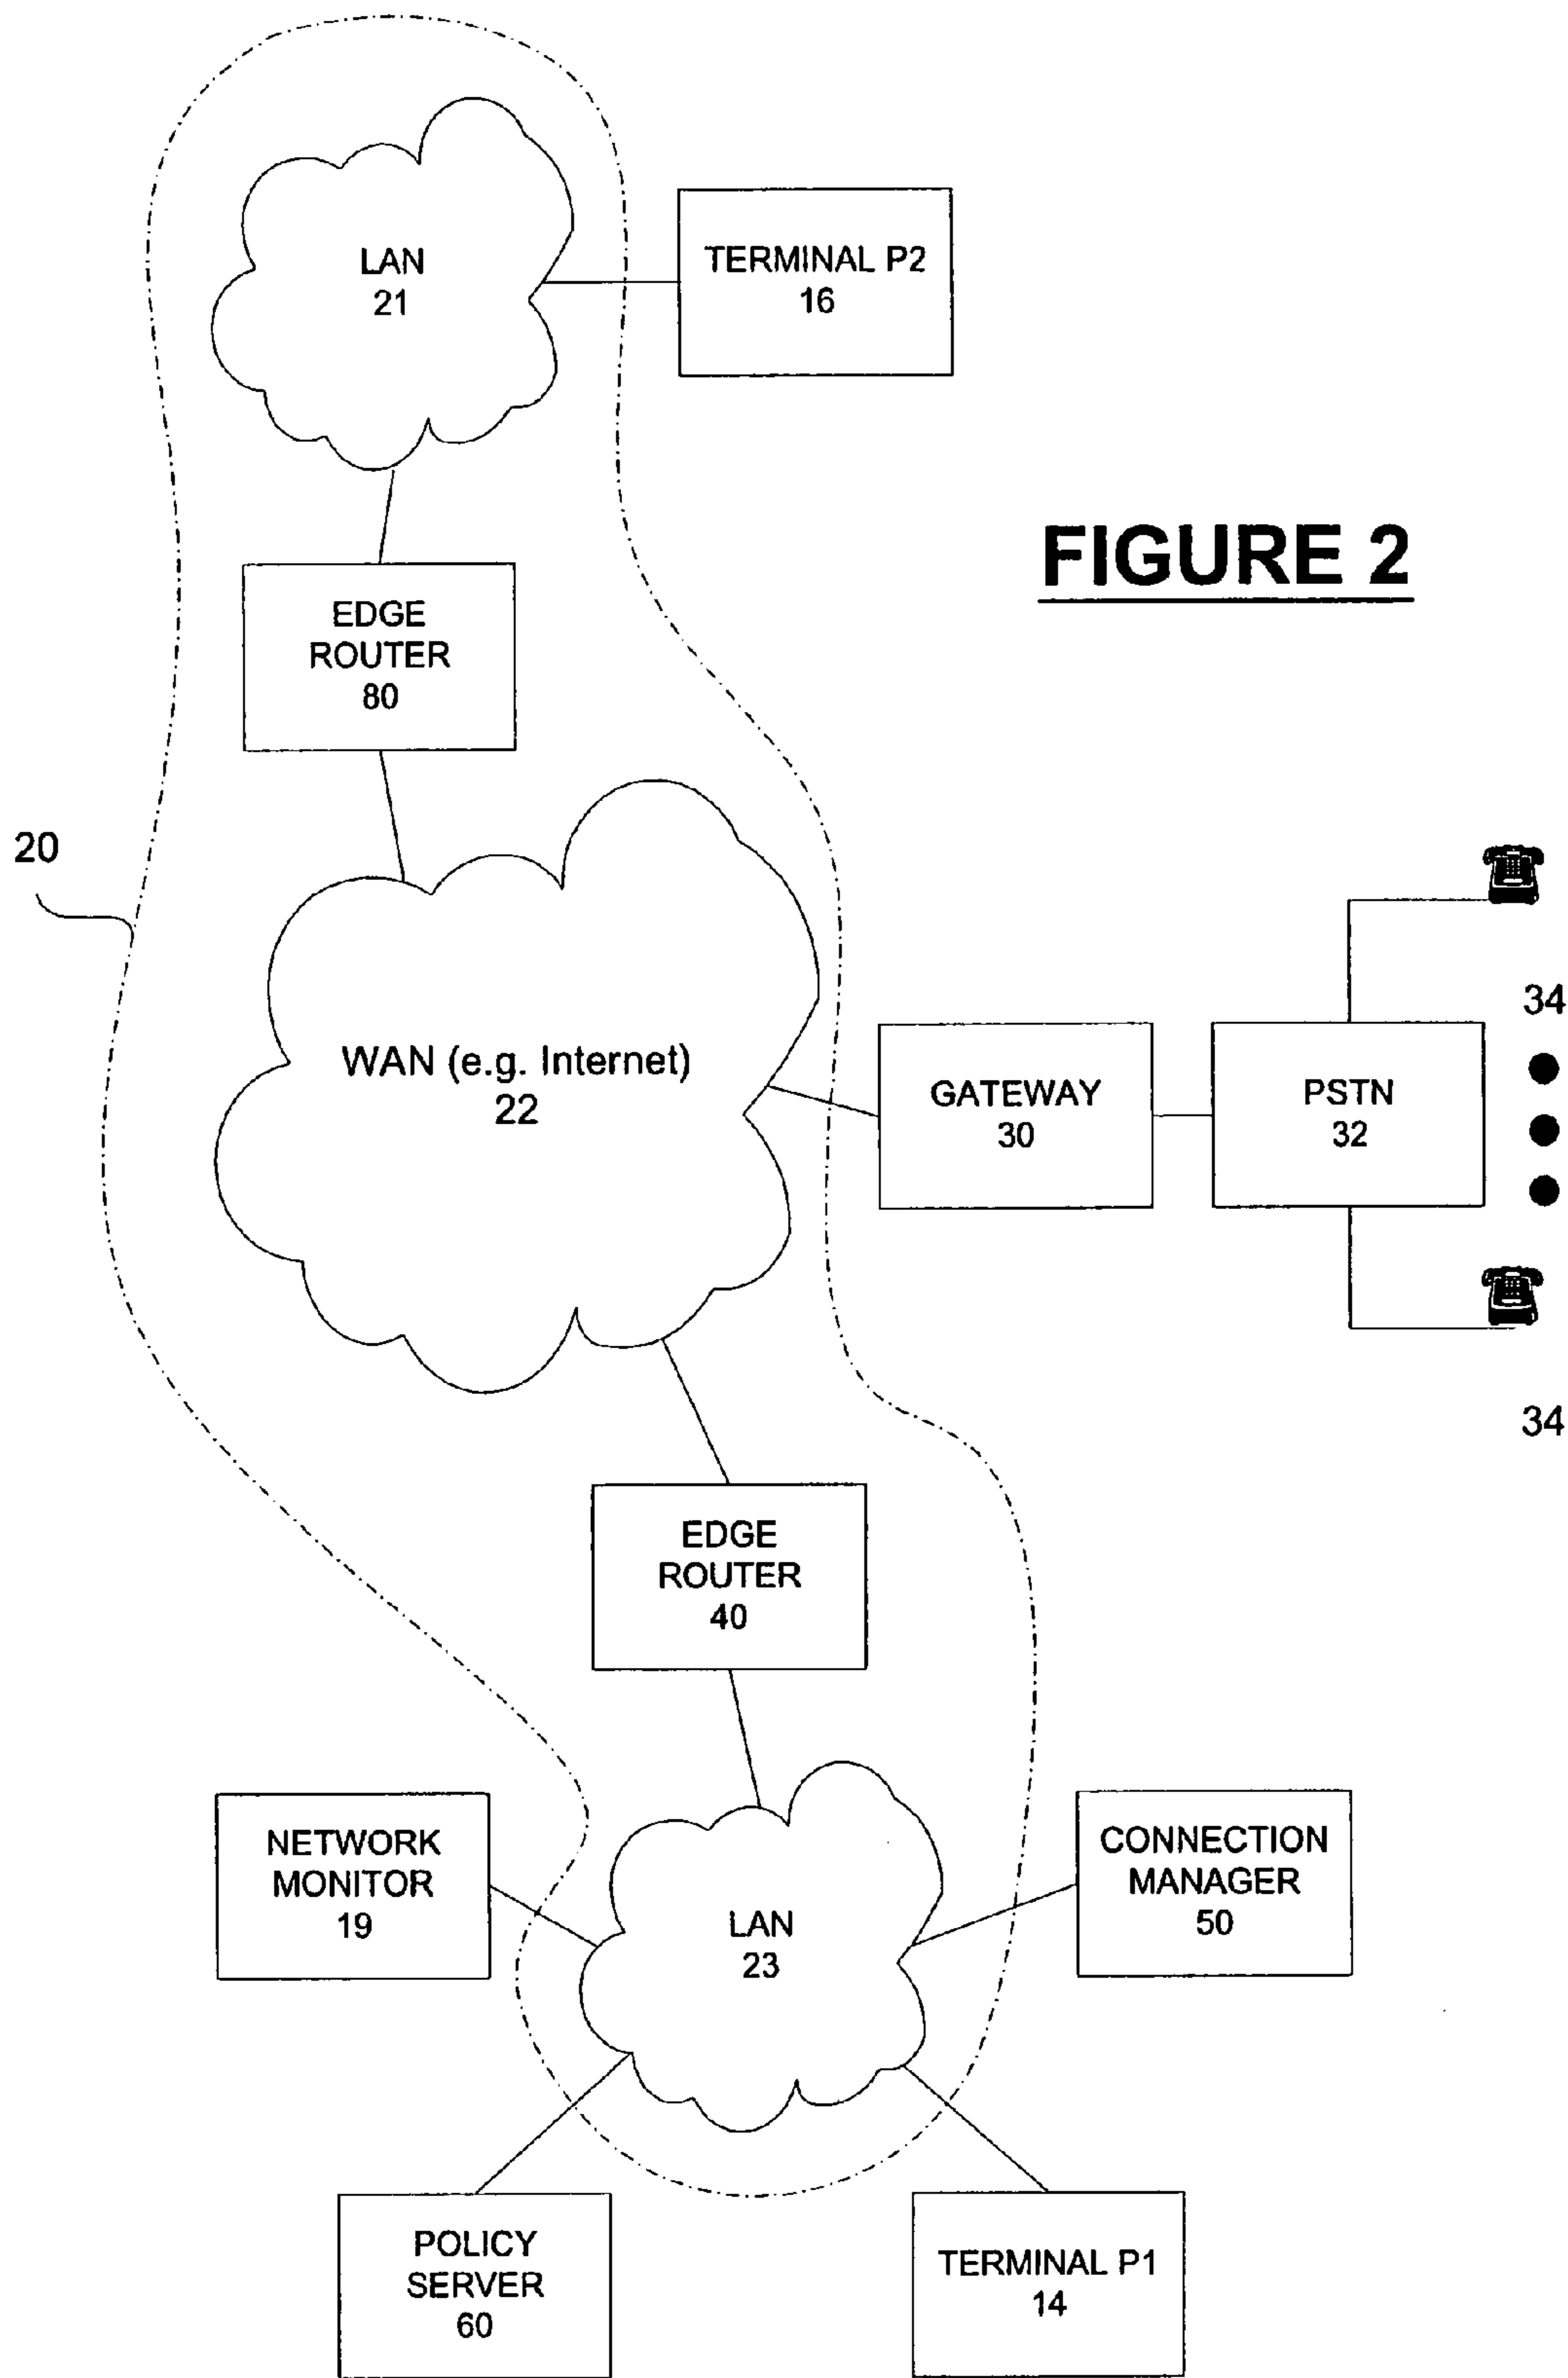 LAN
21
TERMINAL P2
16
FIGURE 2
EDGE
ROUTER
80
20
WAN (e.g. Internet)
22
34
GATEWAY
30
PSTN
32
34
EDGE
ROUTER
40
NETWORK
MONITOR
19
LAN
23
CONNECTION
MANAGER
50
POLICY
SERVER
60
TERMINAL P1
14